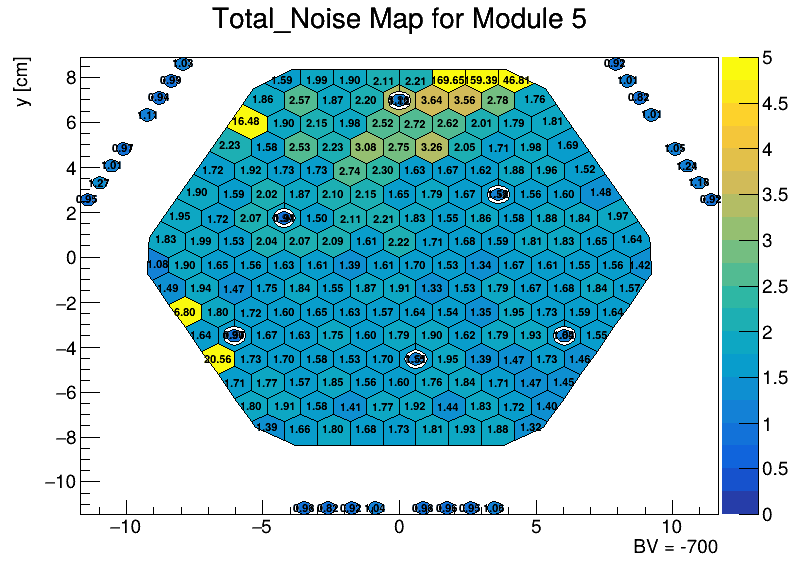 Total_Noise Map for Module 5
y [cm]
1.03 0.92
0.99 1.01
0.94 0.82
1.11 1.01
0.97 1.05
1.01 1.24
1.27 1.18
0.95 0.92
1.59 1.99 1.90 2.11 2.21 169.65 159.39 46.81
1.86 2.57 1.87 2.20 3.64 3.56 2.78 1.76
16.48 1.90 2.15 1.98 2.52 2.72 2.62 2.01 1.79 1.81
2.23 1.58 2.53 2.23 3.08 2.75 3.26 2.05 1.71 1.98 1.69
1.72 1.92 1.73 1.73 2.74 2.30 1.63 1.67 1.62 1.88 1.96 1.52
1.90 1.59 2.02 1.87 2.10 2.15 1.65 1.79 1.67 1.57 1.60 1.48
1.95 1.72 2.07 1.50 2.11 2.21 1.83 1.55 1.86 1.58 1.88 1.84 1.97
1.83 1.99 1.53 2.04 2.07 2.09 1.61 2.22 1.71 1.68 1.59 1.81 1.83 1.65 1.64
1.08 1.90 1.65 1.56 1.63 1.61 1.39 1.61 1.70 1.53 1.34 1.67 1.61 1.55 1.56 1.42
1.49 1.94 1.47 1.75 1.84 1.73 1.55 1.91 1.33 1.53 1.79 1.67 1.68 1.84 1.57
6.80 1.80 1.72 1.60 1.65 1.63 1.65 1.67 1.54 1.64 1.35 1.95 1.73 1.59
1.64 1.67 1.63 1.75 1.60 1.79 1.90 1.62 1.79 1.93 1.55
20.56 1.73 1.70 1.58 1.53 1.70 1.95 1.39 1.47 1.73 1.46
1.71 1.77 1.57 1.85 1.56 1.60 1.76 1.84 1.71 1.47 1.45
1.80 1.91 1.58 1.41 1.77 1.92 1.44 1.83 1.72 1.40
1.39 1.66 1.80 1.68 1.73 1.81 1.93 1.88 1.32
0.82 0.92 1.04 0.98 0.96 0.95 1.05
8
6
4
2
0
−2
−4
−6
−8
−10
−10 −5 0 5 10
5
4.5
4
3.5
3
2.5
2
1.5
1
0.5
0
BV = -700